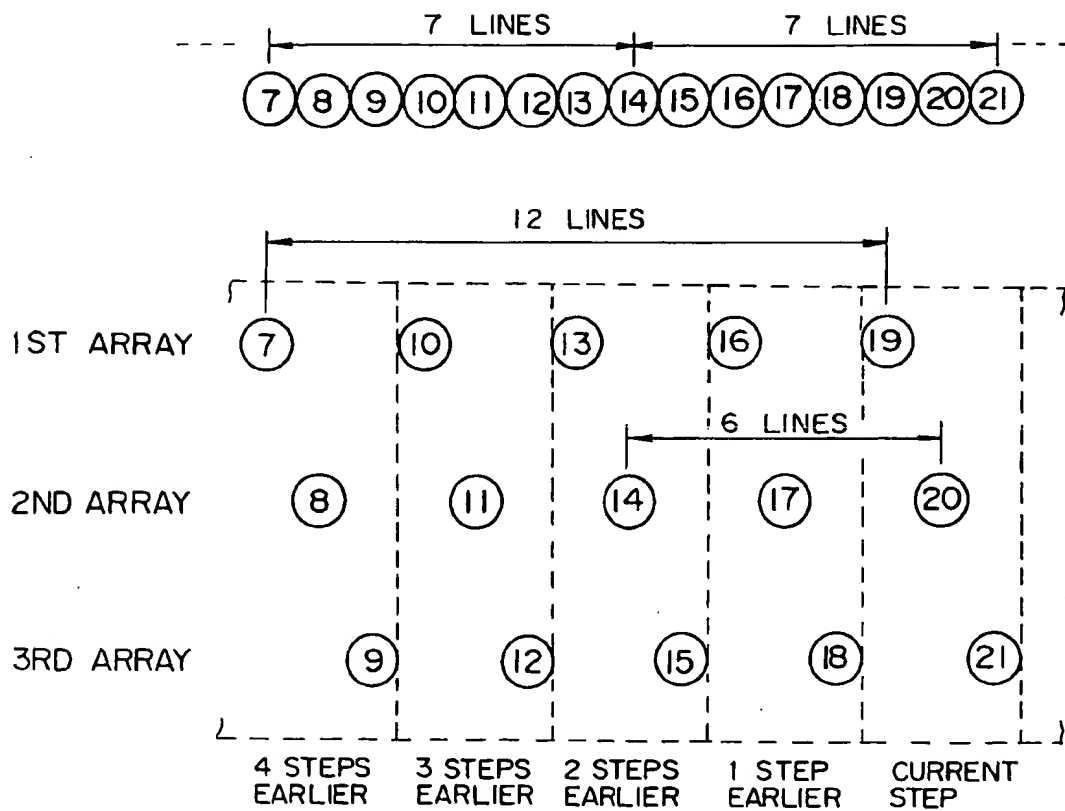 7 LINES 7 LINES
7 8 9 10 11 12 13 14 15 16 17 18 19 20 21
12 LINES
1ST ARRAY 7 10 13 16 19
6 LINES
2ND ARRAY 8 11 14 17 20
3RD ARRAY 9 12 15 18 21
4 STEPS EARLIER
3 STEPS EARLIER
2 STEPS EARLIER
1 STEP EARLIER
CURRENT STEP